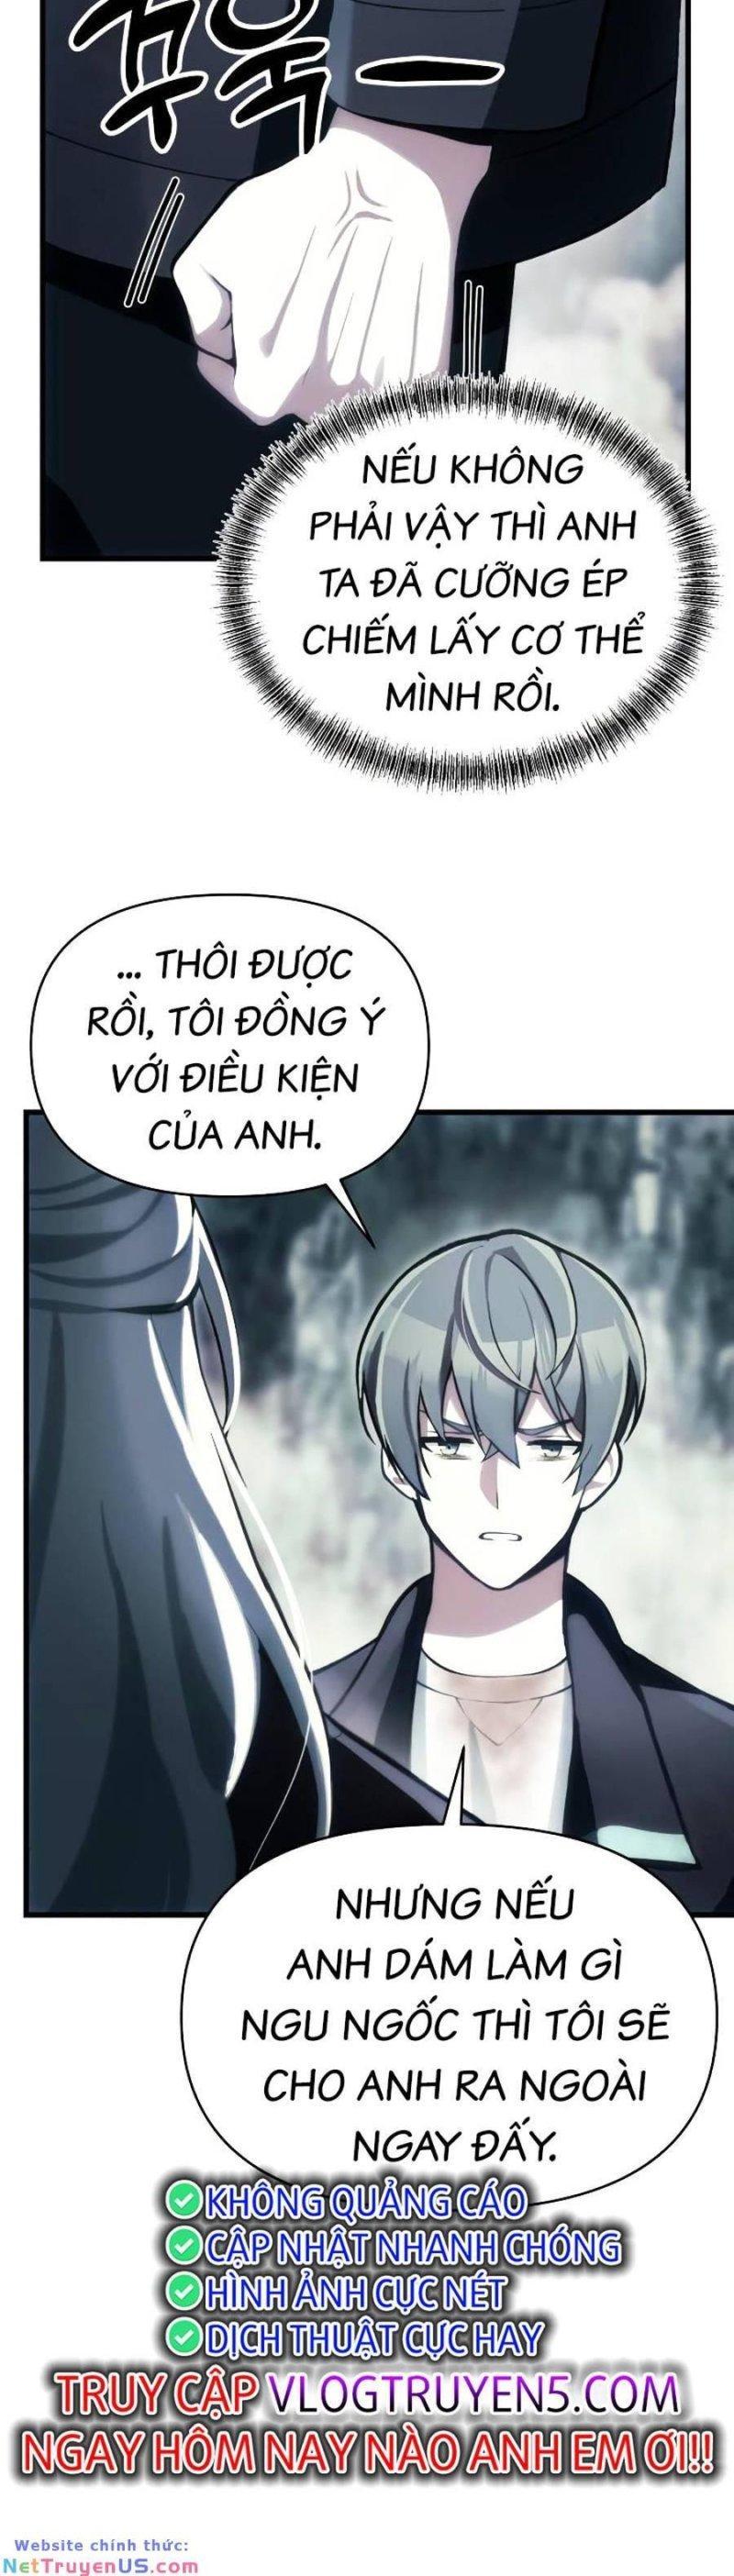 NẾU KHÔNG
PHẢI VẬY THÌ ANH
TA ĐÃ CƯỠNG ÉP
CHIẾM LẤY CƠ THỂ
MÌNH RỒI.
... THÔI ĐƯỢC
RỒI, TÔI ĐỒNG Ý
VỚI ĐIỀU KIỆN
CỦA ANH.
NHƯNG NẾU
ANH DÁM LÀM GÌ
NGU NGỐC THÌ TÔI SẼ
CHO ANH RA NGOÀI
NGAY ĐẤY.
KHÔNG QUẢNG CÁO
CẬP NHẬT NHANH CHÓNG
HÌNH ẢNH CỰC NÉT
DỊCH THUẬT CỰC HAY
TRUY CẬP VLOGTRUYEN5.COM
NGAY HÔM NAY NÀO ANH EM ƠI!!
Website chính thức:
NetTruyenUS.com